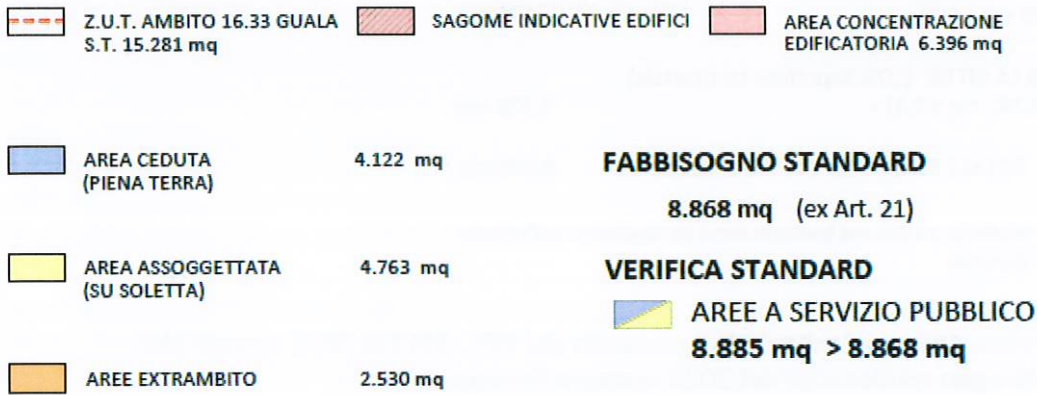 Z.U.T. AMBITO 16.33 GUALA
S.T. 15.281 mq
SAGOME INDICATIVE EDIFICI
AREA CONCENTRAZIONE
EDIFICATORIA 6.396 mq
AREA CEDUTA 4.122 mq
(PIENA TERRA)
FABBISOGNO STANDARD
8.868 mq (ex Art. 21)
AREA ASSOGGETTATA 4.763 mq
(SU SOLETTA)
VERIFICA STANDARD
AREE A SERVIZIO PUBBLICO
8.885 mq > 8.868 mq
AREE EXTRAMBITO 2.530 mq